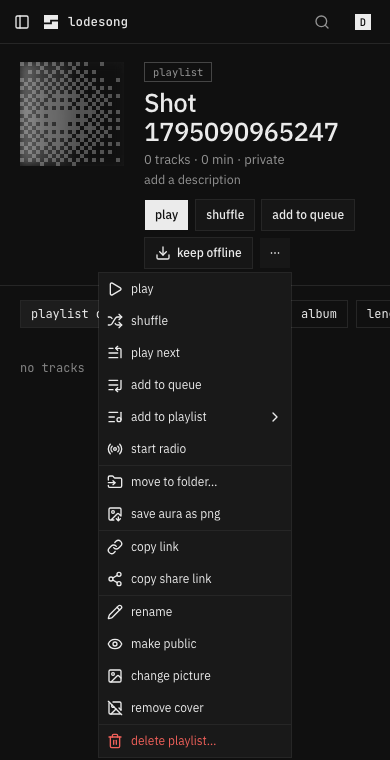 lodesong
D
playlist
Shot
1795090965247
0 tracks · 0 min · private
add a description
play
shuffle
add to queue
keep offline
...
playlist
album
no tracks
play
shuffle
play next
add to queue
add to playlist
start radio
move to folder...
save aura as png
copy link
copy share link
rename
make public
change picture
remove cover
delete playlist...